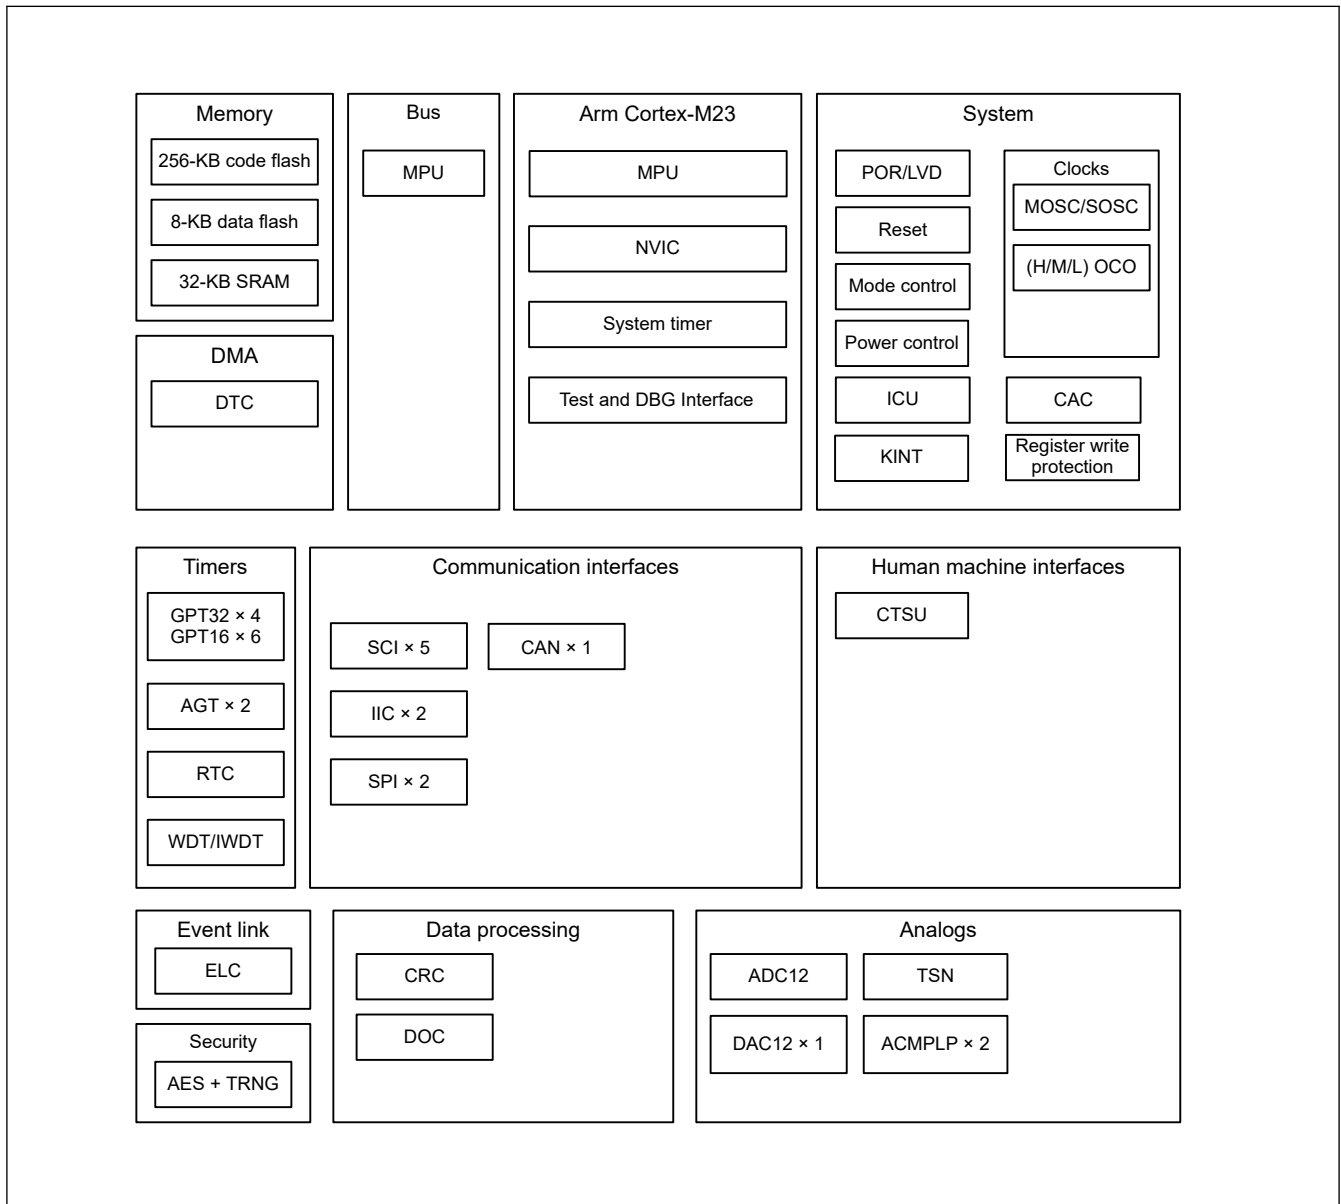 Memory
256-KB code flash
8-KB data flash
32-KB SRAM
DMA
DTC
Bus
MPU
Arm Cortex-M23
MPU
NVIC
System timer
Test and DBG Interface
System
POR/LVD
Reset
Mode control
Power control
ICU
KINT
Clocks
MOSC/SOSC
(H/M/L) OCO
CAC
Register write
protection
Timers
GPT32 × 4
GPT16 × 6
AGT × 2
RTC
WDT/IWDT
Communication interfaces
SCI × 5
CAN × 1
IIC × 2
SPI × 2
Human machine interfaces
CTSU
Event link
ELC
Security
AES + TRNG
Data processing
CRC
DOC
Analogs
ADC12
TSN
DAC12 × 1
ACMPLP × 2